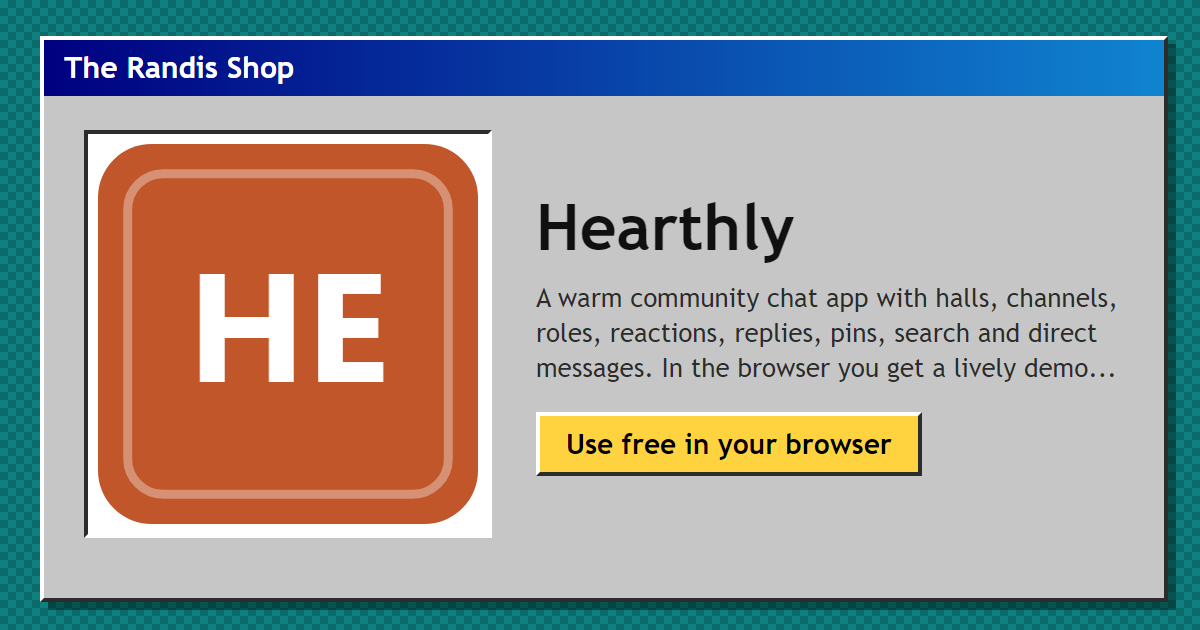 The Randis Shop
HE
Hearthly
A warm community chat app with halls, channels,
roles, reactions, replies, pins, search and direct
messages. In the browser you get a lively demo...
Use free in your browser